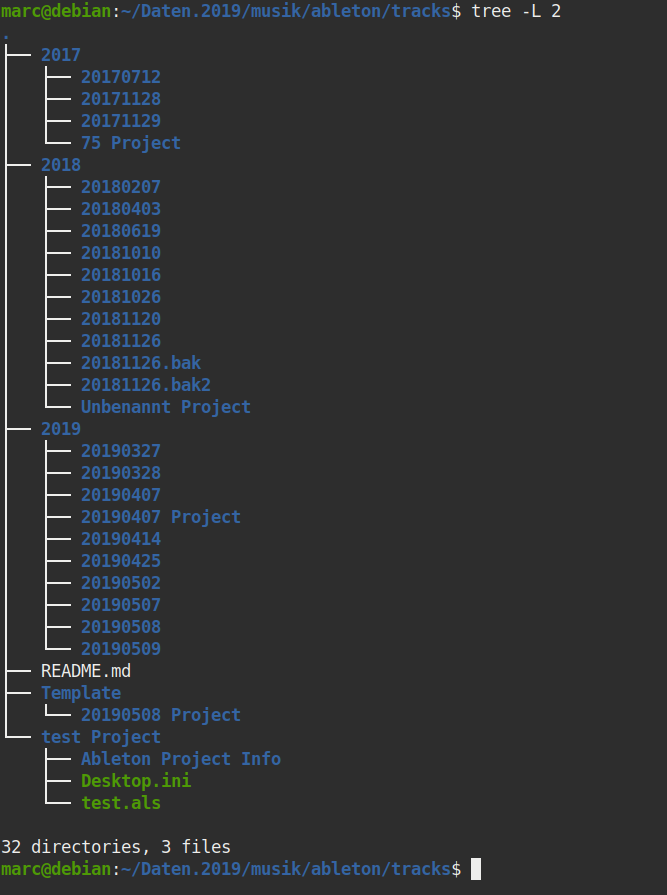 marc@debian:~/Daten.2019/musik/ableton/tracks$ tree -L 2
.
├── 2017
│   ├── 20170712
│   ├── 20171128
│   ├── 20171129
│   └── 75 Project
├── 2018
│   ├── 20180207
│   ├── 20180403
│   ├── 20180619
│   ├── 20181010
│   ├── 20181016
│   ├── 20181026
│   ├── 20181120
│   ├── 20181126
│   ├── 20181126.bak
│   ├── 20181126.bak2
│   └── Unbenannt Project
├── 2019
│   ├── 20190327
│   ├── 20190328
│   ├── 20190407
│   ├── 20190407 Project
│   ├── 20190414
│   ├── 20190425
│   ├── 20190502
│   ├── 20190507
│   ├── 20190508
│   └── 20190509
├── README.md
├── Template
│   └── 20190508 Project
└── test Project
    ├── Ableton Project Info
    ├── Desktop.ini
    └── test.als

32 directories, 3 files
marc@debian:~/Daten.2019/musik/ableton/tracks$